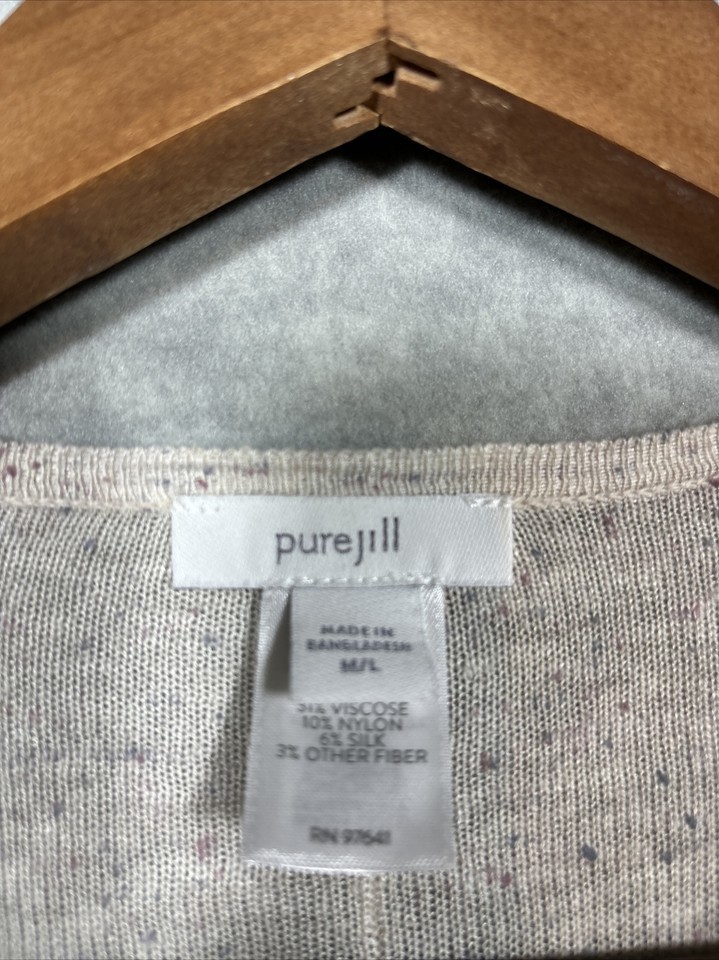 purejill
MADE IN
BANGLADESH
M/L
VISCOSE
10% NYLON
6% SILK
3% OTHER FIBER
RN 97641